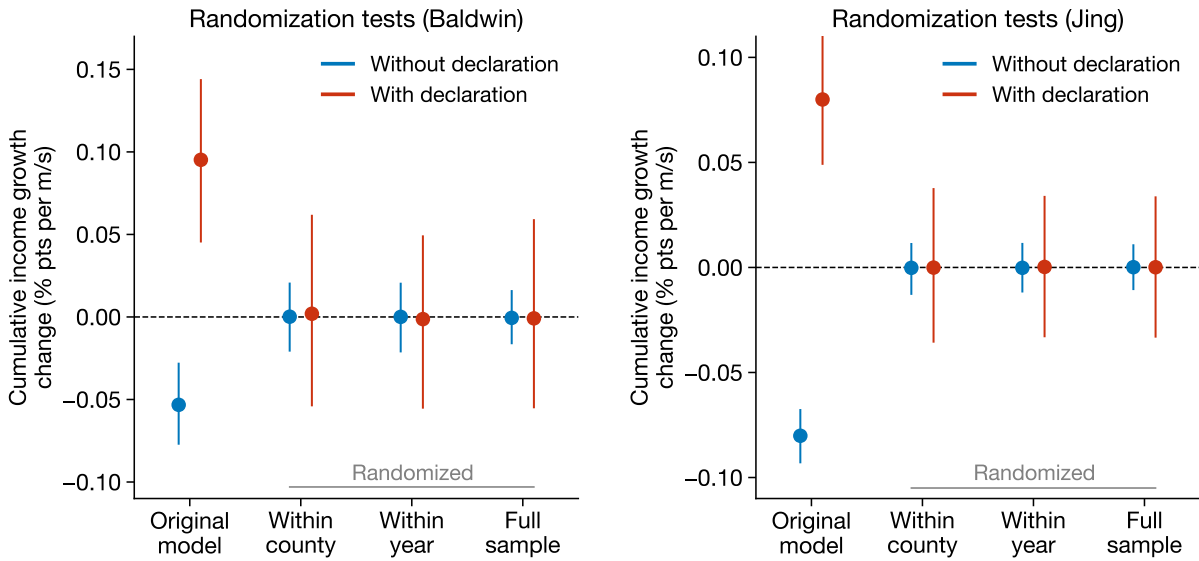 Randomization tests (Baldwin)
Cumulative income growth
change (% pts per m/s)
0.15
0.10
0.05
0.00
−0.05
−0.10
Without declaration
With declaration
Randomized
Original
model
Within
county
Within
year
Full
sample
Randomization tests (Jing)
Cumulative income growth
change (% pts per m/s)
0.10
0.05
0.00
−0.05
−0.10
Without declaration
With declaration
Randomized
Original
model
Within
county
Within
year
Full
sample